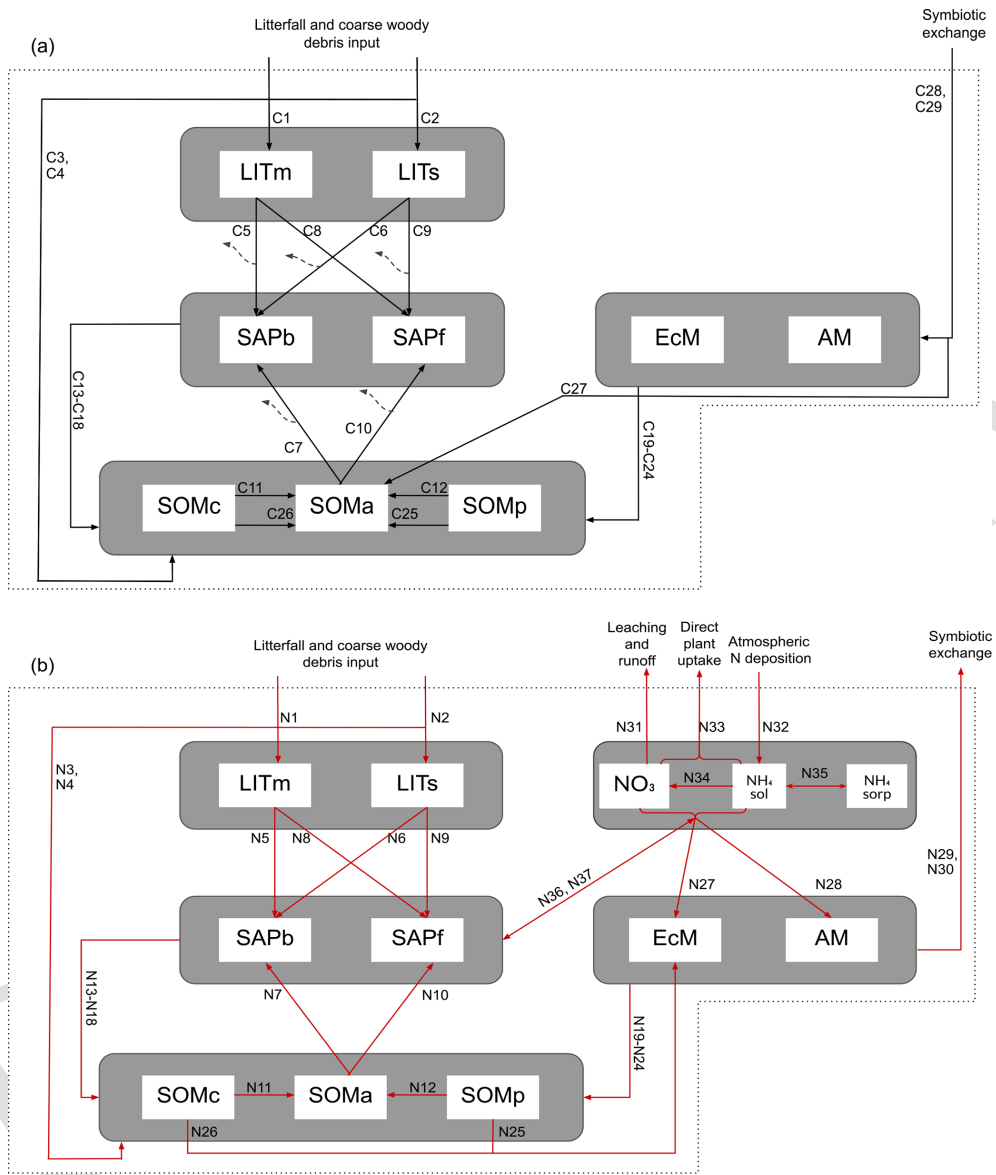 (a)
Litterfall and coarse woody
debris input
Symbiotic
exchange
C28,
C29
C1
C2
C3,
C4
LITm
LITs
C5
C8
C6
C9
SAPb
SAPf
EcM
AM
C13-C18
C27
C19-C24
C7
C10
SOMc
C11
C26
SOMa
C12
C25
SOMp
(b)
Litterfall and coarse woody
debris input
Leaching
and
runoff
Direct
plant
uptake
Atmospheric
N deposition
Symbiotic
exchange
N1
N2
N31
N33
N32
N3,
N4
LITm
LITs
NO₃
N34
NH₄
sol
N35
NH₄
sorp
N5
N8
N6
N9
N36, N37
N27
N28
N29,
N30
SAPb
SAPf
EcM
AM
N13-N18
N7
N10
N19-N24
SOMc
N11
SOMa
N12
SOMp
N26
N25